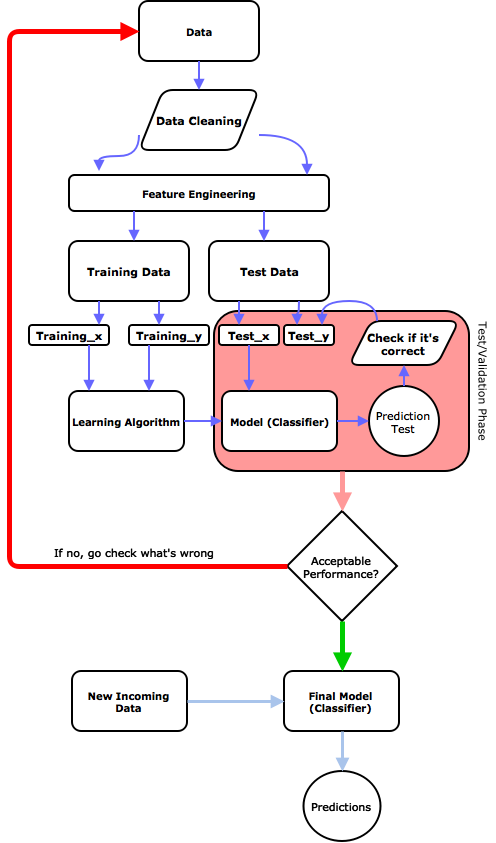 Data
Data Cleaning
Feature Engineering
Training Data
Test Data
Training_x
Training_y
Test_x
Test_y
Check if it's
correct
Test/Validation Phase
Learning Algorithm
Model (Classifier)
Prediction
Test
If no, go check what's wrong
Acceptable
Performance?
New Incoming
Data
Final Model
(Classifier)
Predictions